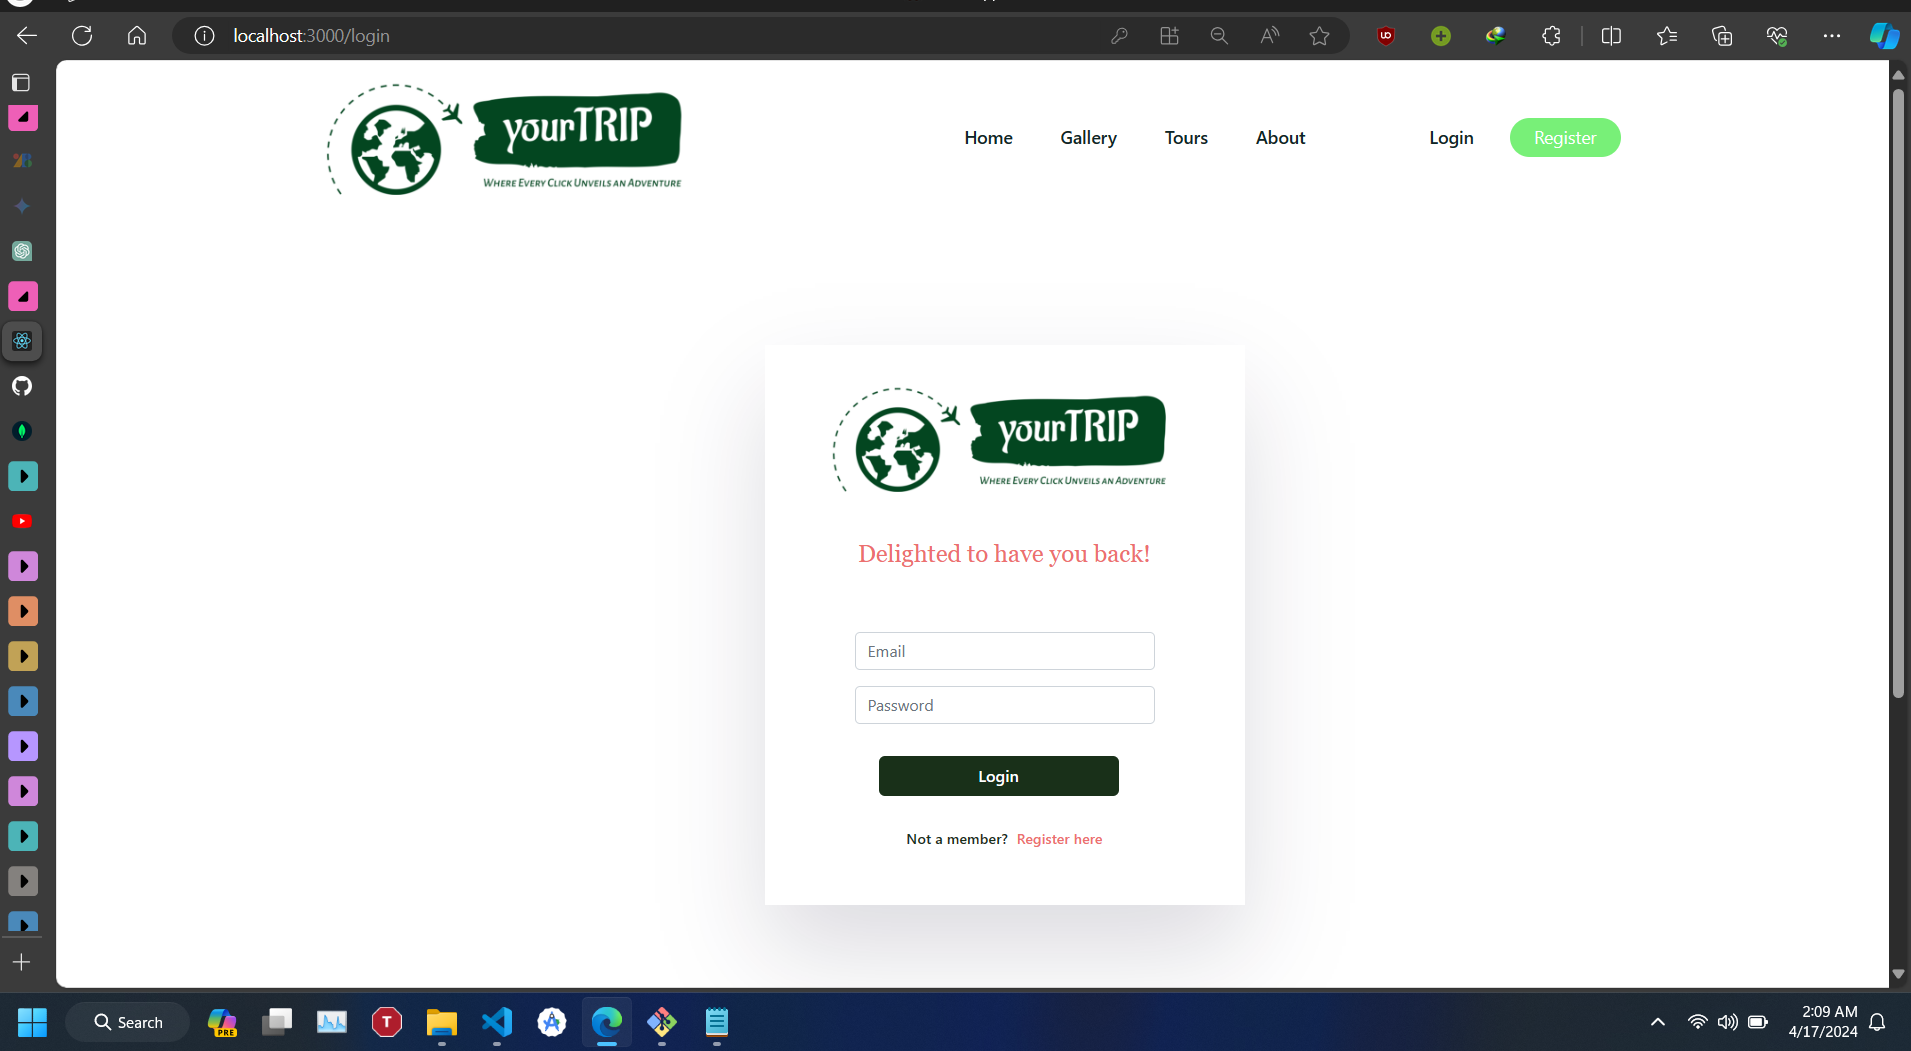 localhost:3000/login
yourTRIP
WHERE EVERY CLICK UNVEILS AN ADVENTURE
Home Gallery Tours About Login Register
yourTRIP
WHERE EVERY CLICK UNVEILS AN ADVENTURE
Delighted to have you back!
Email
Password
Login
Not a member? Register here
Search
PRE
T
2:09 AM
4/17/2024